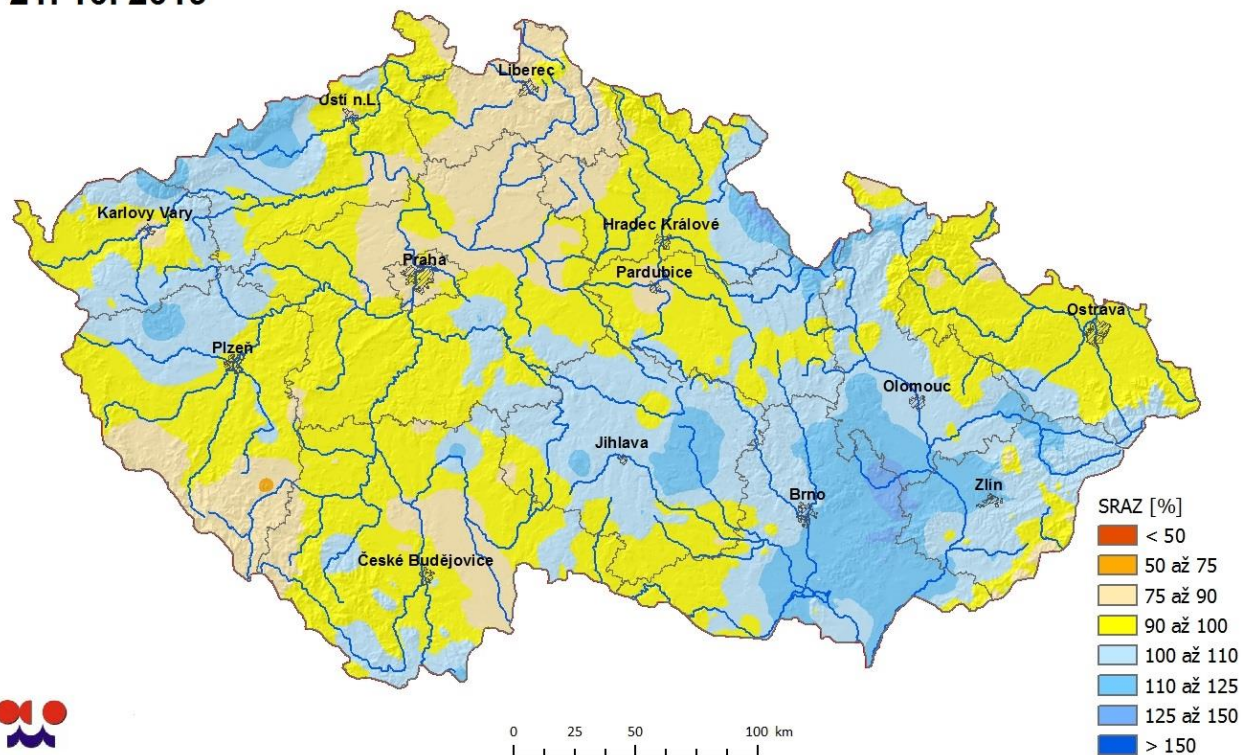 Liberec
Ústí n.L.
Karlovy Vary
Hradec Králové
Praha
Pardubice
Ostrava
Plzeň
Olomouc
Jihlava
Zlín
Brno
České Budějovice
SRAZ [%]
< 50
50 až 75
75 až 90
90 až 100
100 až 110
110 až 125
125 až 150
> 150
0 25 50 100 km